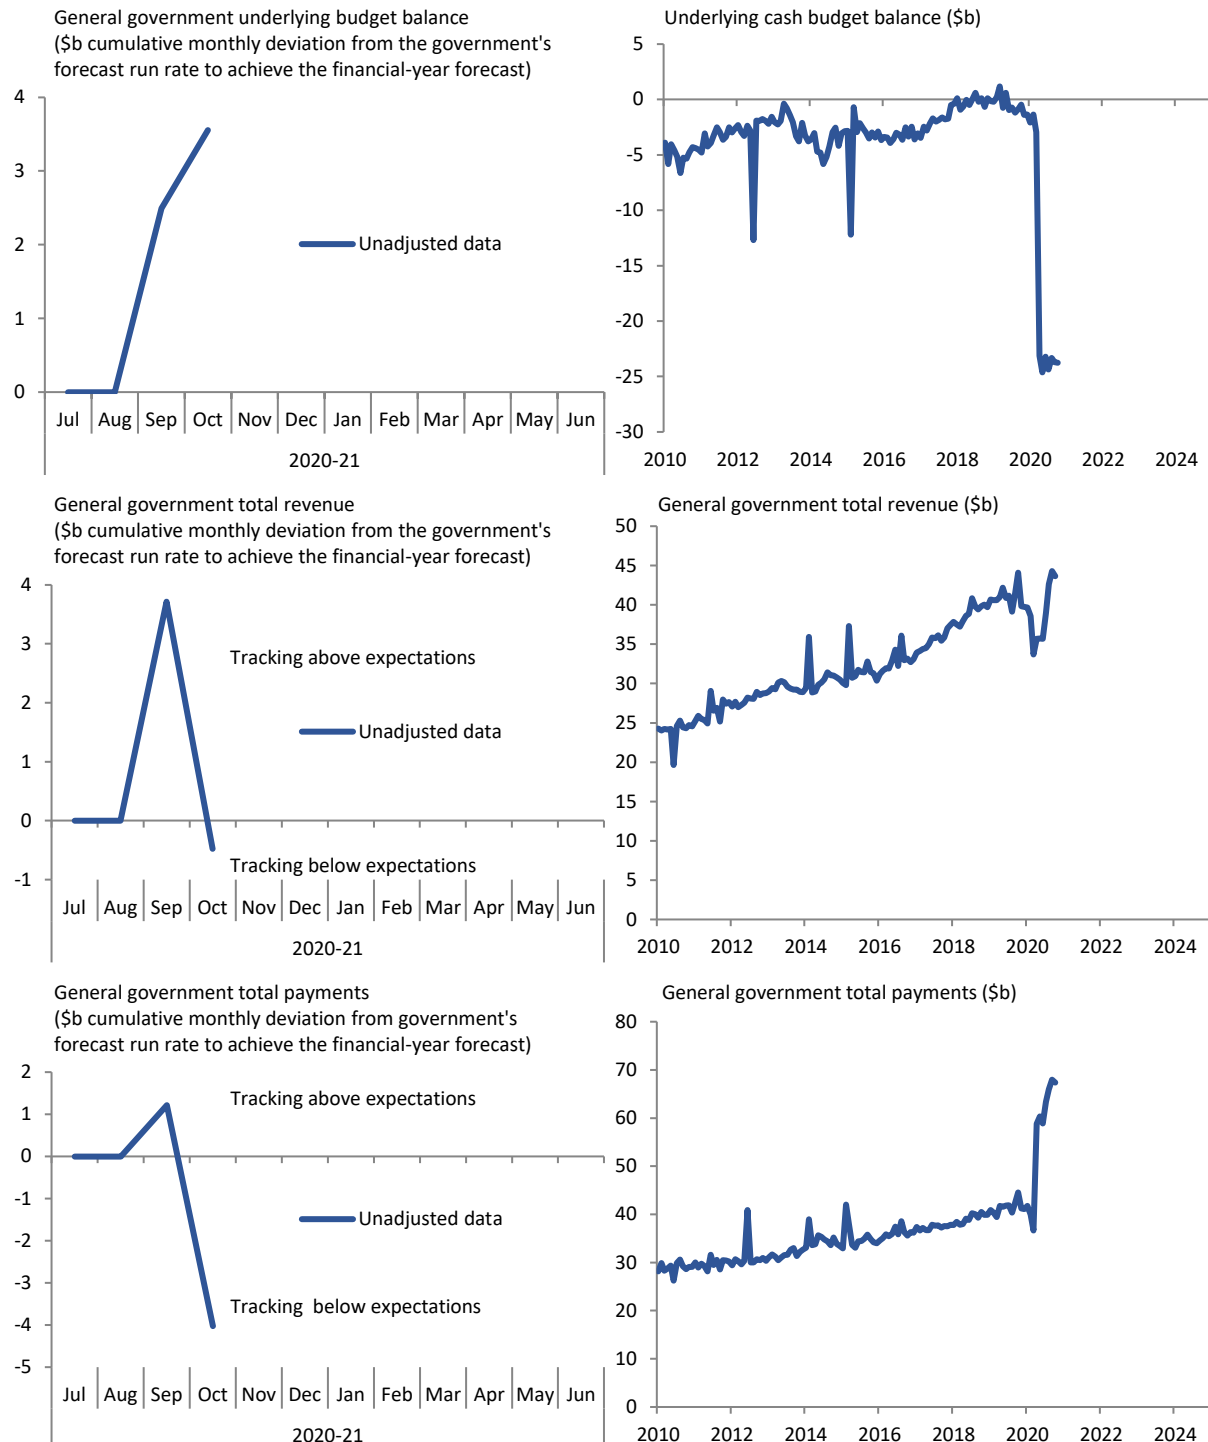 General government underlying budget balance
($b cumulative monthly deviation from the government's
forecast run rate to achieve the financial-year forecast)
4
3
2
1
0
Unadjusted data
Jul Aug Sep Oct Nov Dec Jan Feb Mar Apr May Jun
2020-21
Underlying cash budget balance ($b)
5
0
-5
-10
-15
-20
-25
-30
2010 2012 2014 2016 2018 2020 2022 2024
General government total revenue
($b cumulative monthly deviation from the government's
forecast run rate to achieve the financial-year forecast)
4
3
2
1
0
-1
Tracking above expectations
Unadjusted data
Tracking below expectations
Jul Aug Sep Oct Nov Dec Jan Feb Mar Apr May Jun
2020-21
General government total revenue ($b)
50
45
40
35
30
25
20
15
10
5
0
2010 2012 2014 2016 2018 2020 2022 2024
General government total payments
($b cumulative monthly deviation from government's
forecast run rate to achieve the financial-year forecast)
2
1
0
-1
-2
-3
-4
-5
Tracking above expectations
Unadjusted data
Tracking  below expectations
Jul Aug Sep Oct Nov Dec Jan Feb Mar Apr May Jun
2020-21
General government total payments ($b)
80
70
60
50
40
30
20
10
0
2010 2012 2014 2016 2018 2020 2022 2024